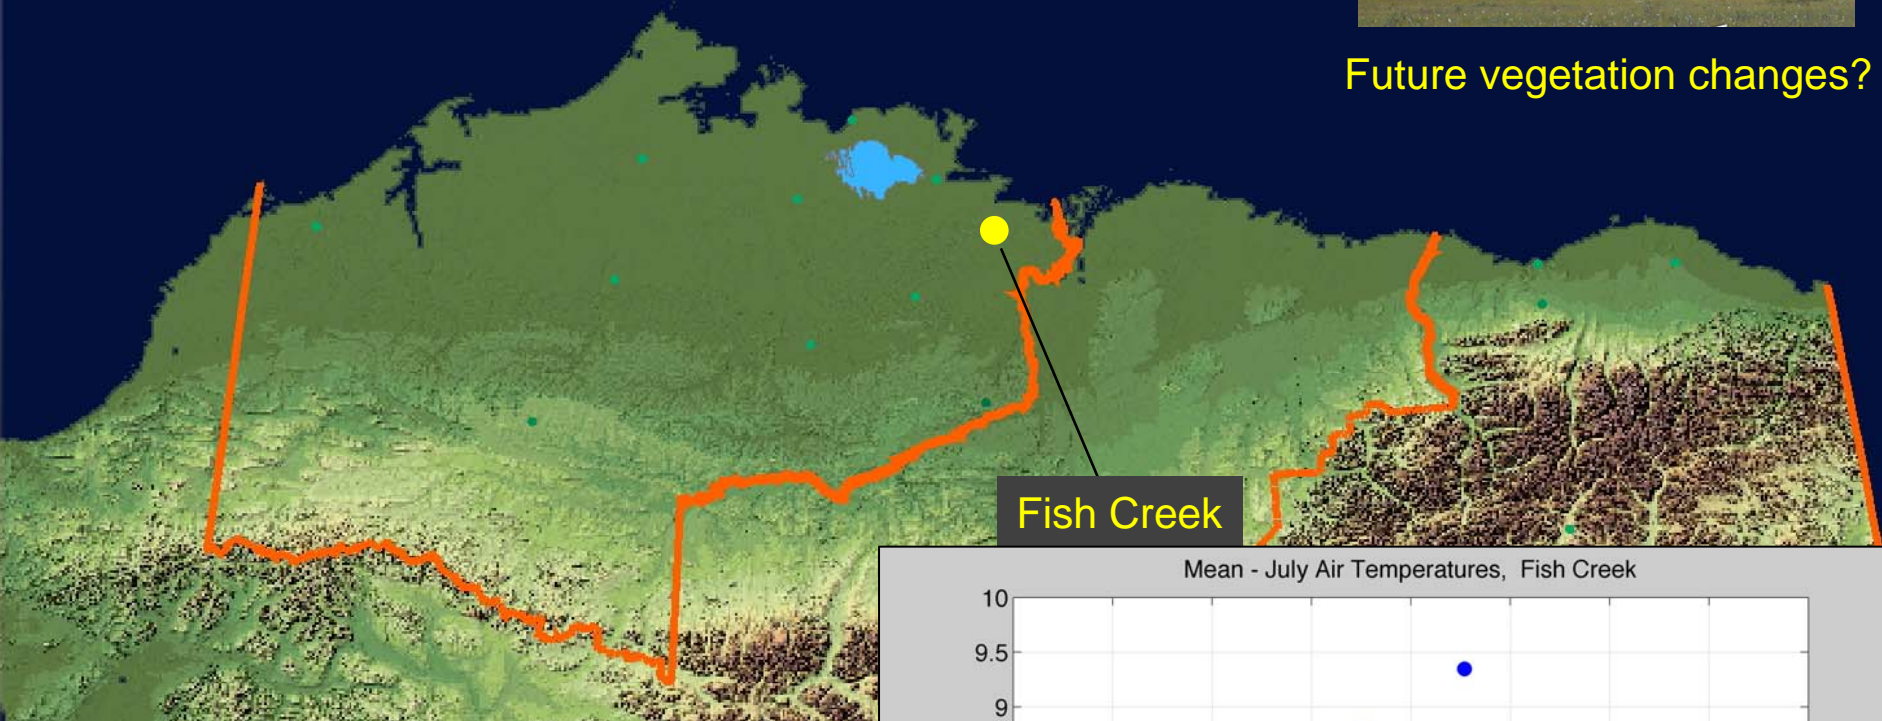 Future vegetation changes?
Fish Creek
Mean - July Air Temperatures, Fish Creek
10
9.5
9